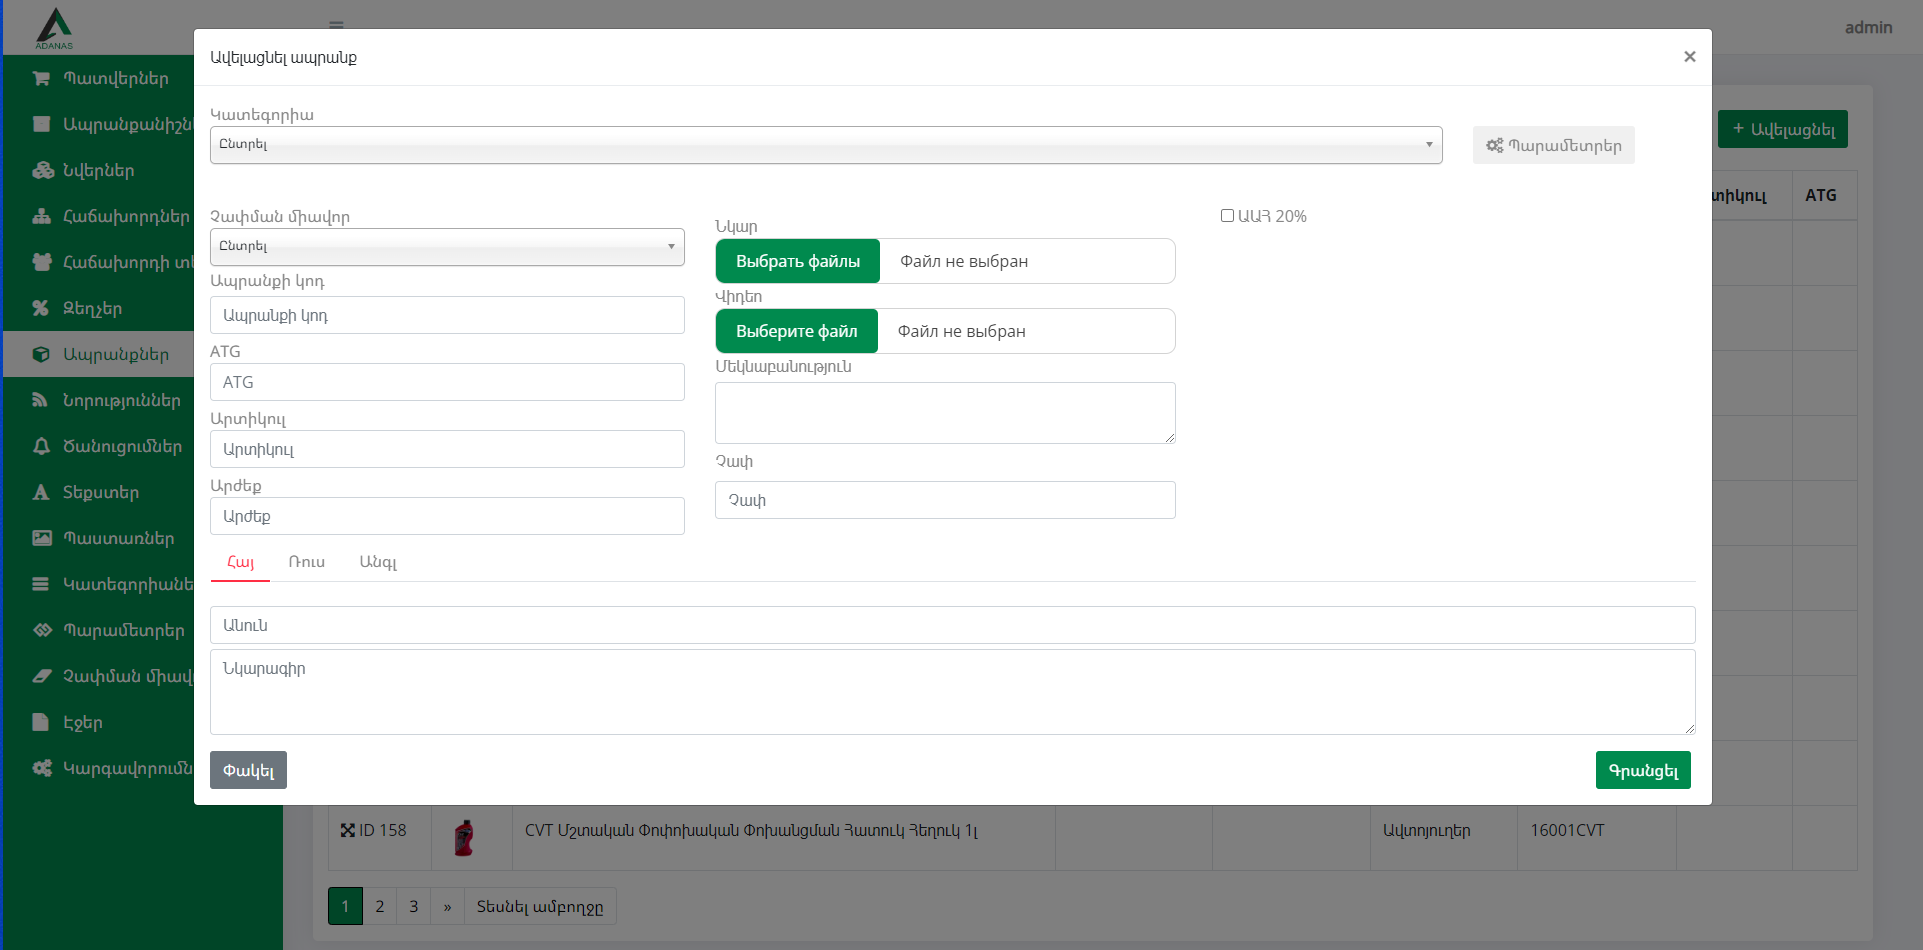 ADANAS
admin
Պատվերներ
Ապրանքանիշն
Նվերներ
Հաճախորդներ
Հաճախորդի տե
Զեղչեր
Ապրանքներ
Նորություններ
Ծանուցումներ
Տեքստեր
Պաստառներ
Կատեգորիանե
Պարամետրեր
Չափման միավ
Էջեր
Կարգավորումն
Ավելացնել ապրանք
×
Կատեգորիա
Ընտրել
Պարամետրեր
+ Ավելացնել
տիկուլ
ATG
Չափման միավոր
Ընտրել
Ապրանքի կոդ
Ապրանքի կոդ
ATG
ATG
Արտիկուլ
Արտիկուլ
Արժեք
Արժեք
Նկար
Выбрать файлы Файл не выбран
Վիդեո
Выберите файл Файл не выбран
Մեկնաբանություն
Չափ
Չափ
ԱԱՀ 20%
Հայ Ռուս Անգլ
Անուն
Նկարագիր
Փակել
Գրանցել
ID 158 CVT Մշտական Փոփոխական Փոխանցման Հատուկ Հեղուկ 1լ Ավտոյուղեր 16001CVT
1 2 3 » Տեսնել ամբողջը